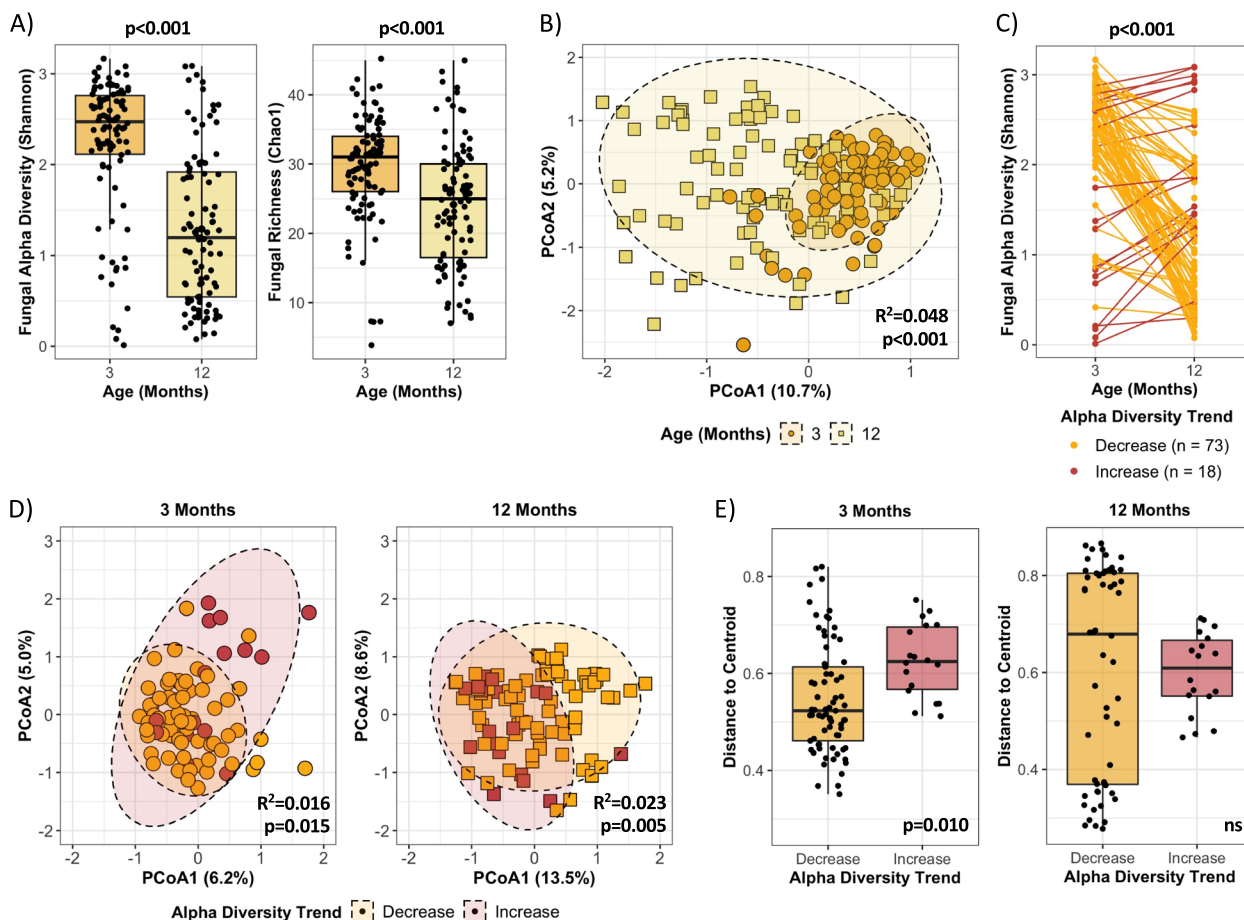 A)
p<0.001
p<0.001
Fungal Alpha Diversity (Shannon)
3
2
1
0
3
12
Age (Months)
Fungal Richness (Chao1)
40
30
20
10
3
12
Age (Months)
B)
PCoA2 (5.2%)
2
1
0
-1
-2
R²=0.048
p<0.001
-2
-1
0
1
PCoA1 (10.7%)
Age (Months)
3
12
C)
p<0.001
Fungal Alpha Diversity (Shannon)
3
2
1
0
3
12
Age (Months)
Alpha Diversity Trend
Decrease (n = 73)
Increase (n = 18)
D)
3 Months
PCoA2 (5.0%)
3
2
1
0
-1
-2
R²=0.016
p=0.015
-2
-1
0
1
2
PCoA1 (6.2%)
12 Months
PCoA2 (8.6%)
3
2
1
0
-1
-2
R²=0.023
p=0.005
-2
-1
0
1
2
PCoA1 (13.5%)
Alpha Diversity Trend
Decrease
Increase
E)
3 Months
Distance to Centroid
0.8
0.6
0.4
p=0.010
Decrease
Increase
Alpha Diversity Trend
12 Months
Distance to Centroid
0.8
0.6
0.4
ns
Decrease
Increase
Alpha Diversity Trend